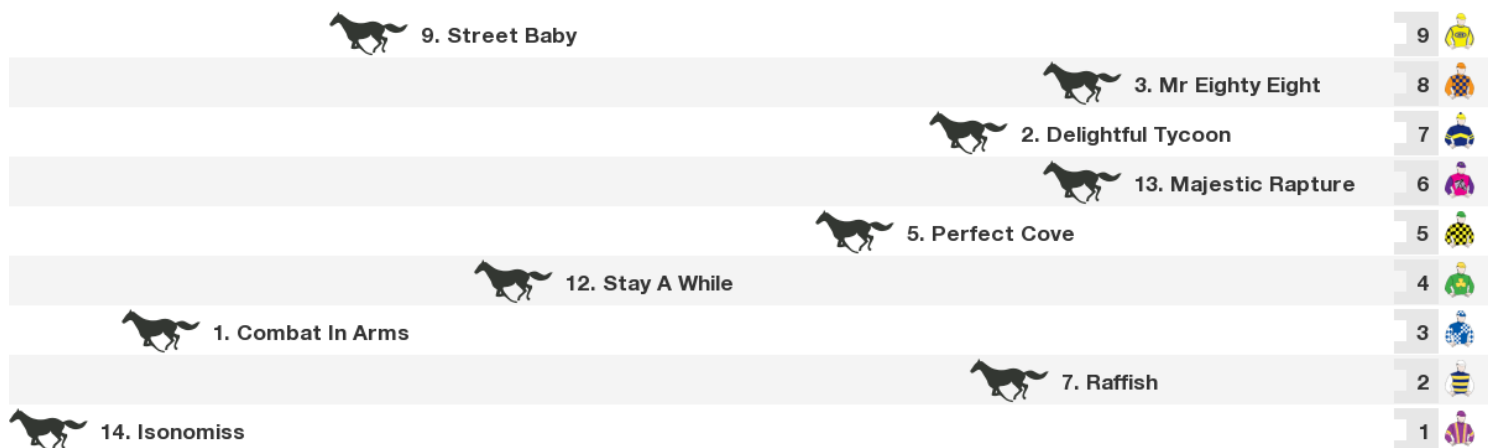 9. Street Baby 9
3. Mr Eighty Eight 8
2. Delightful Tycoon 7
13. Majestic Rapture 6
5. Perfect Cove 5
12. Stay A While 4
1. Combat In Arms 3
7. Raffish 2
14. Isonomiss 1